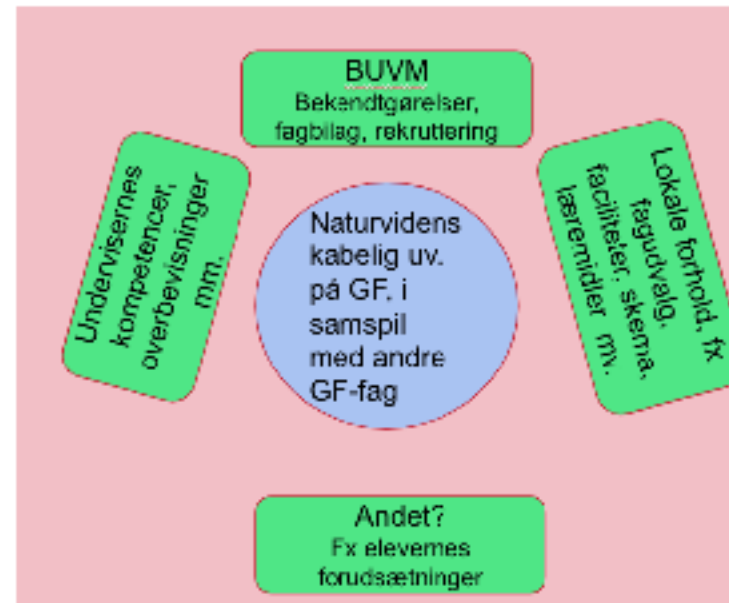 BUVM
Bekendtgørelser,
fagbilag, rekruttering
Undervisernes
kompetencer,
overbevisninger
mm.
Naturvidens
kabelig uv.
på GF, i
samspil
med andre
GF-fag
Lokale forhold, fx
fagudvalg,
faciliteter, skema,
læremidler mv.
Andet?
Fx elevernes
forudsætninger